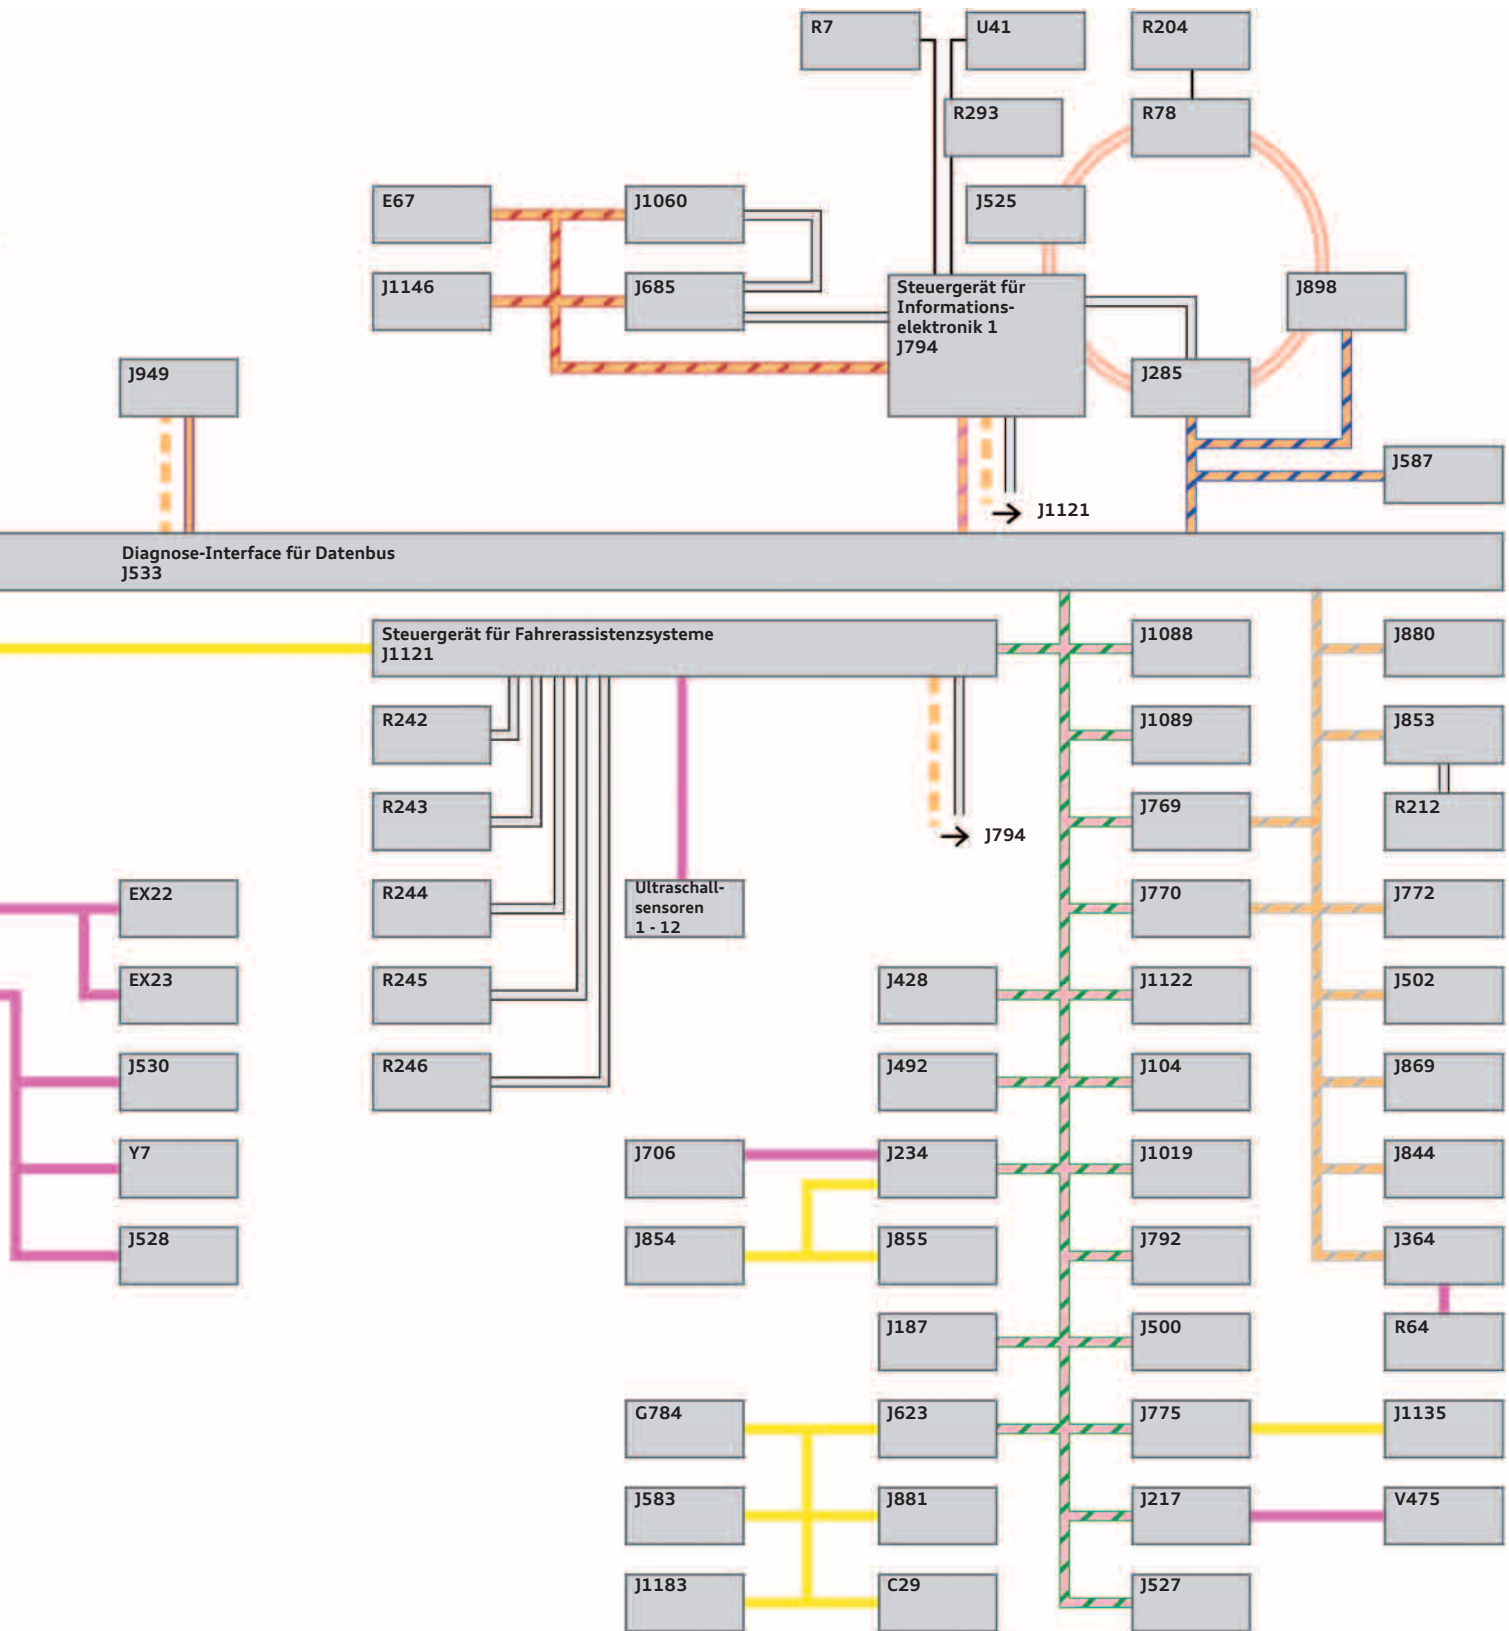 R7
U41
R204
R293
R78
E67
J1060
J525
J1146
J685
Steuergerät für
Informations-
elektronik 1
J794
J898
J949
J285
J587
J1121
Diagnose-Interface für Datenbus
J533
Steuergerät für Fahrerassistenzsysteme
J1121
J1088
J880
R242
J1089
J853
R243
J794
J769
R212
EX22
R244
Ultraschall-
sensoren
1 - 12
J770
J772
EX23
R245
J428
J1122
J502
J530
R246
J492
J104
J869
Y7
J706
J234
J1019
J844
J528
J854
J855
J792
J364
J187
J500
R64
G784
J623
J775
J1135
J583
J881
J217
V475
J1183
C29
J527